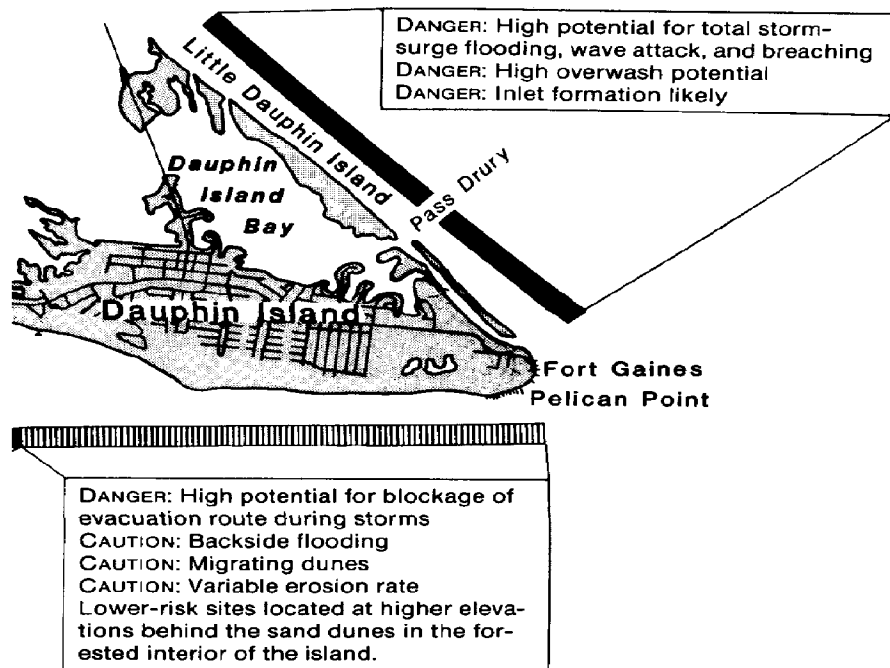 DANGER: High potential for total storm-
surge flooding, wave attack, and breaching
DANGER: High overwash potential
DANGER: Inlet formation likely
Little Dauphin Island
Pass Drury
Dauphin
Island
Bay
Dauphin Island
Fort Gaines
Pelican Point
DANGER: High potential for blockage of
evacuation route during storms
CAUTION: Backside flooding
CAUTION: Migrating dunes
CAUTION: Variable erosion rate
Lower-risk sites located at higher eleva-
tions behind the sand dunes in the for-
ested interior of the island.